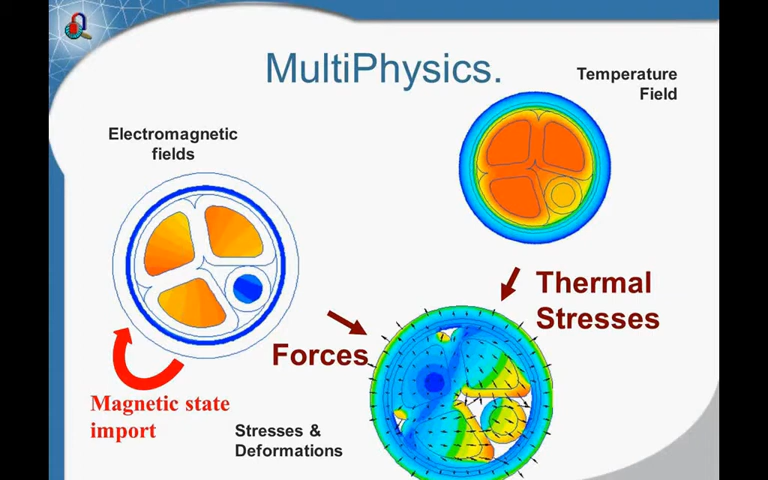 MultiPhysics.
Temperature
Field
Electromagnetic
fields
Thermal
Stresses
Forces
Magnetic state
import
Stresses &
Deformations